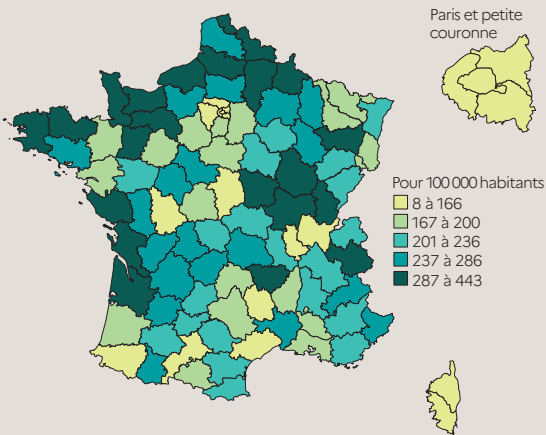 Paris et petite
couronne
Pour 100 000 habitants
8 à 166
167 à 200
201 à 236
237 à 286
287 à 443